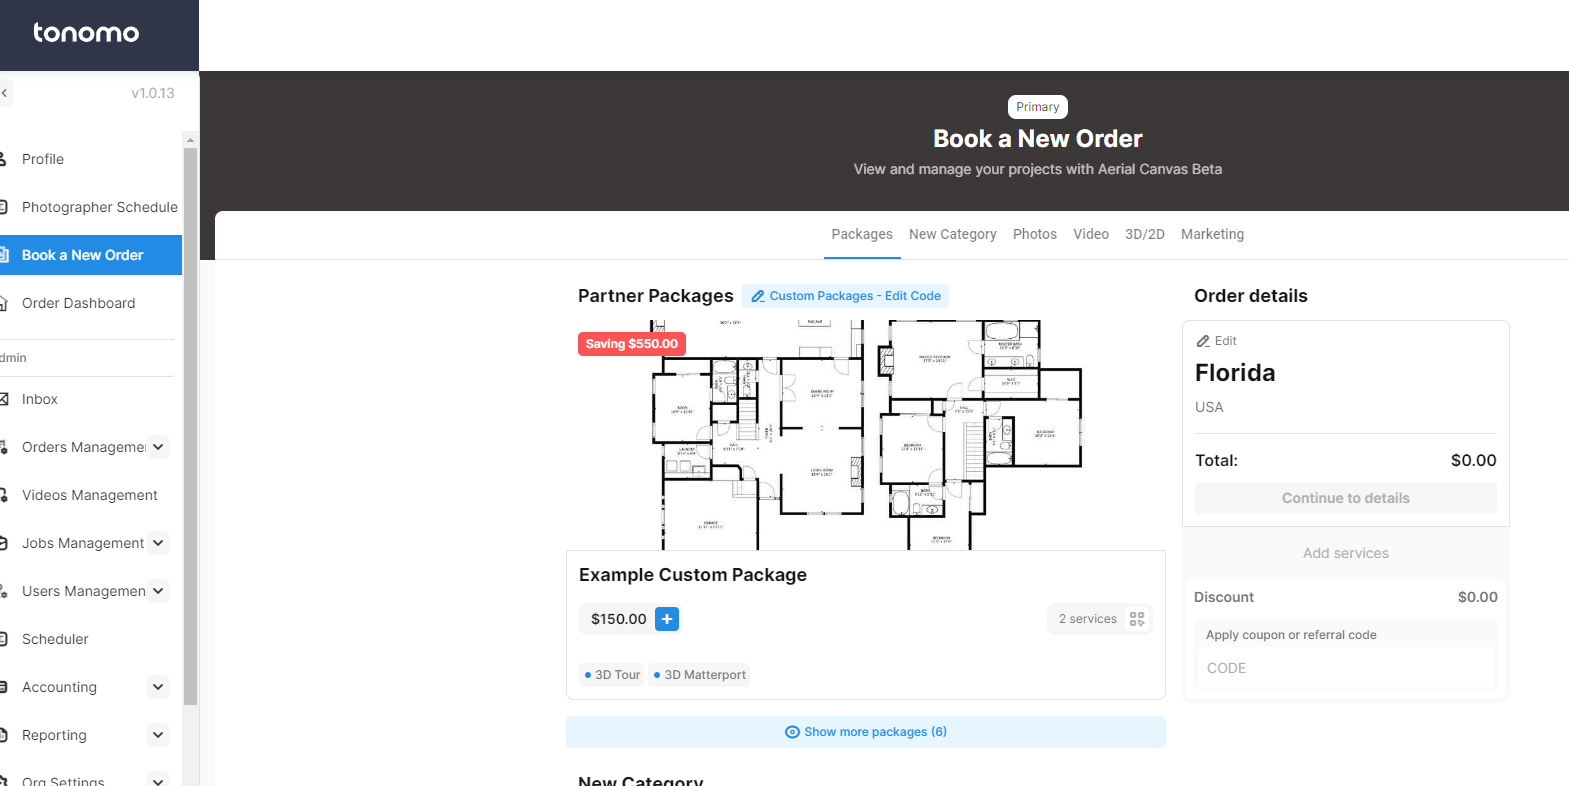 tonomo
v1.0.13
Profile
Photographer Schedule
Book a New Order
Order Dashboard
dmin
Inbox
Orders Managemer
Videos Management
Jobs Management
Users Managemen
Scheduler
Accounting
Reporting
Org Settings
Primary
Book a New Order
View and manage your projects with Aerial Canvas Beta
Packages New Category Photos Video 3D/2D Marketing
Partner Packages Custom Packages - Edit Code
Saving $550.00
Example Custom Package
$150.00 + 2 services
3D Tour 3D Matterport
Show more packages (6)
New Category
Order details
Edit
Florida
USA
Total: $0.00
Continue to details
Add services
Discount $0.00
Apply coupon or referral code
CODE